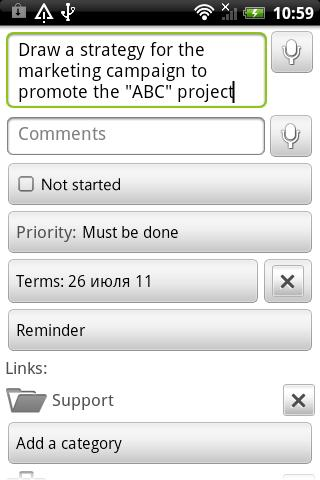 10:59
Draw a strategy for the
marketing campaign to
promote the "ABC" project
Comments
Not started
Priority: Must be done
Terms: 26 июля 11
Reminder
Links:
Support
Add a category